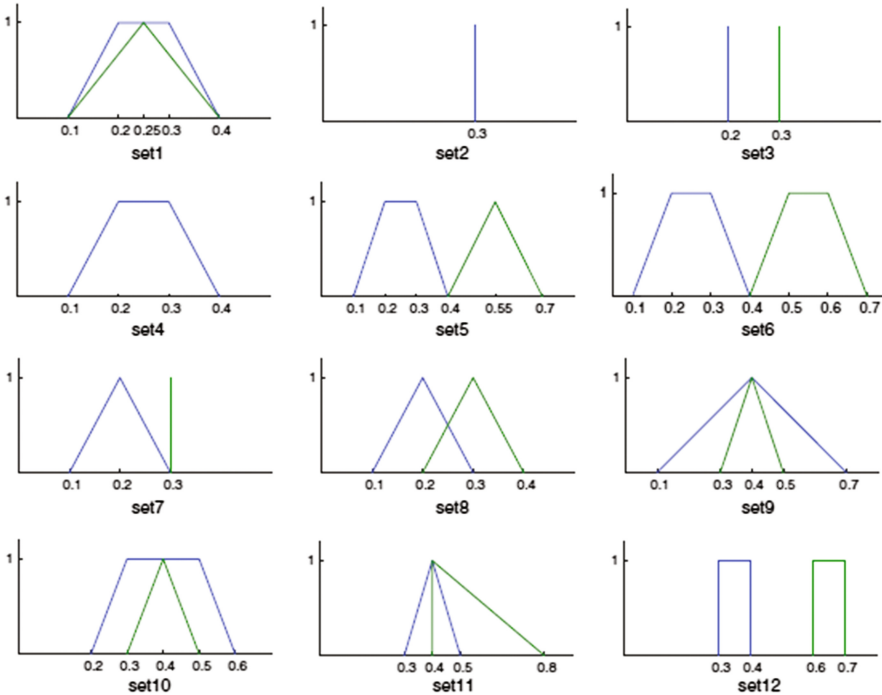 1 1 1
0.1 0.2 0.25 0.3 0.4 0.3 0.2 0.3
set1 set2 set3
1 1 1
0.1 0.2 0.3 0.4 0.1 0.2 0.3 0.4 0.55 0.7 0.1 0.2 0.3 0.4 0.5 0.6 0.7
set4 set5 set6
1 1 1
0.1 0.2 0.3 0.1 0.2 0.3 0.4 0.1 0.3 0.4 0.5 0.7
set7 set8 set9
1 1 1
0.2 0.3 0.4 0.5 0.6 0.3 0.4 0.5 0.8 0.3 0.4 0.6 0.7
set10 set11 set12